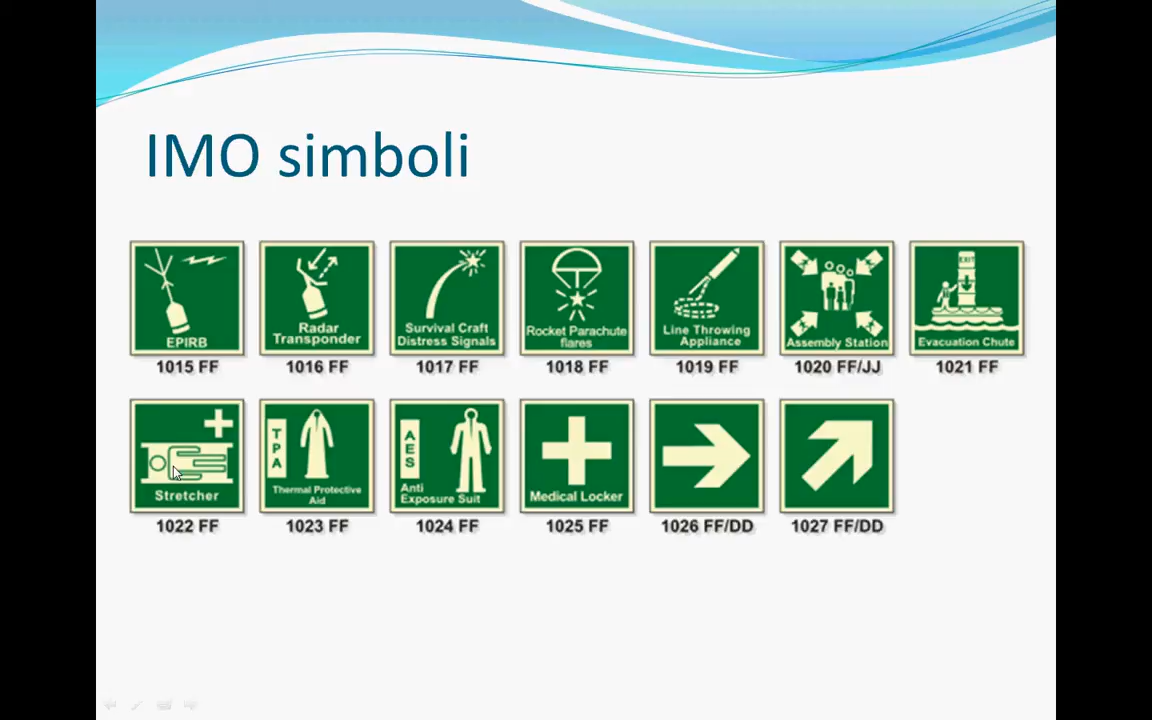 IMO simboli
EPIRB
Radar
Transponder
Survival Craft
Distress Signals
Rocket Parachute
flares
Line Throwing
Appliance
Assembly Station
EXIT
Evacuation Chute
1015 FF
1016 FF
1017 FF
1018 FF
1019 FF
1020 FF/JJ
1021 FF
Stretcher
TPA
Thermal Protective
Aid
AES
Anti
Exposure Suit
Medical Locker
1022 FF
1023 FF
1024 FF
1025 FF
1026 FF/DD
1027 FF/DD